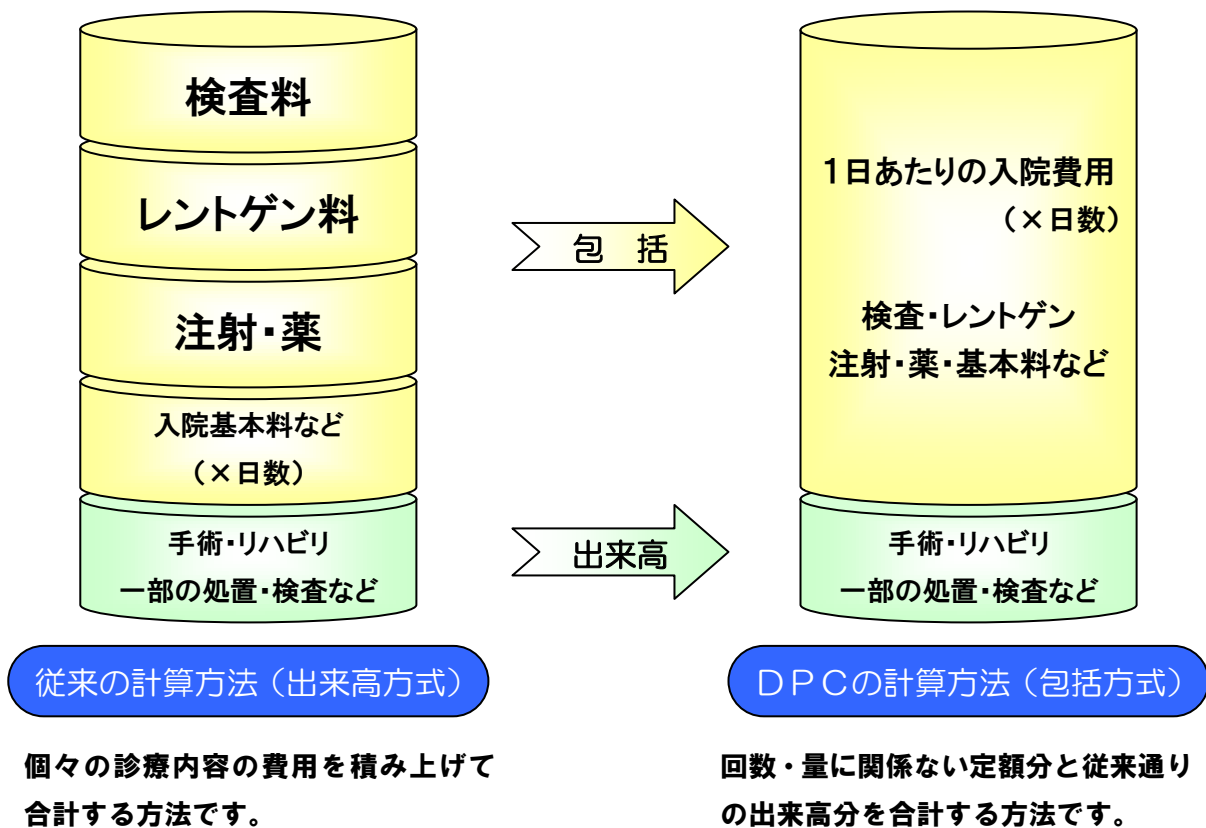 検査料
レントゲン料
注射・薬
入院基本料など
（×日数）
手術・リハビリ
一部の処置・検査など
従来の計算方法（出来高方式）
個々の診療内容の費用を積み上げて
合計する方法です。
包　括
出来高
１日あたりの入院費用
（×日数）
検査・レントゲン
注射・薬・基本料など
手術・リハビリ
一部の処置・検査など
ＤＰＣの計算方法（包括方式）
回数・量に関係ない定額分と従来通り
の出来高分を合計する方法です。